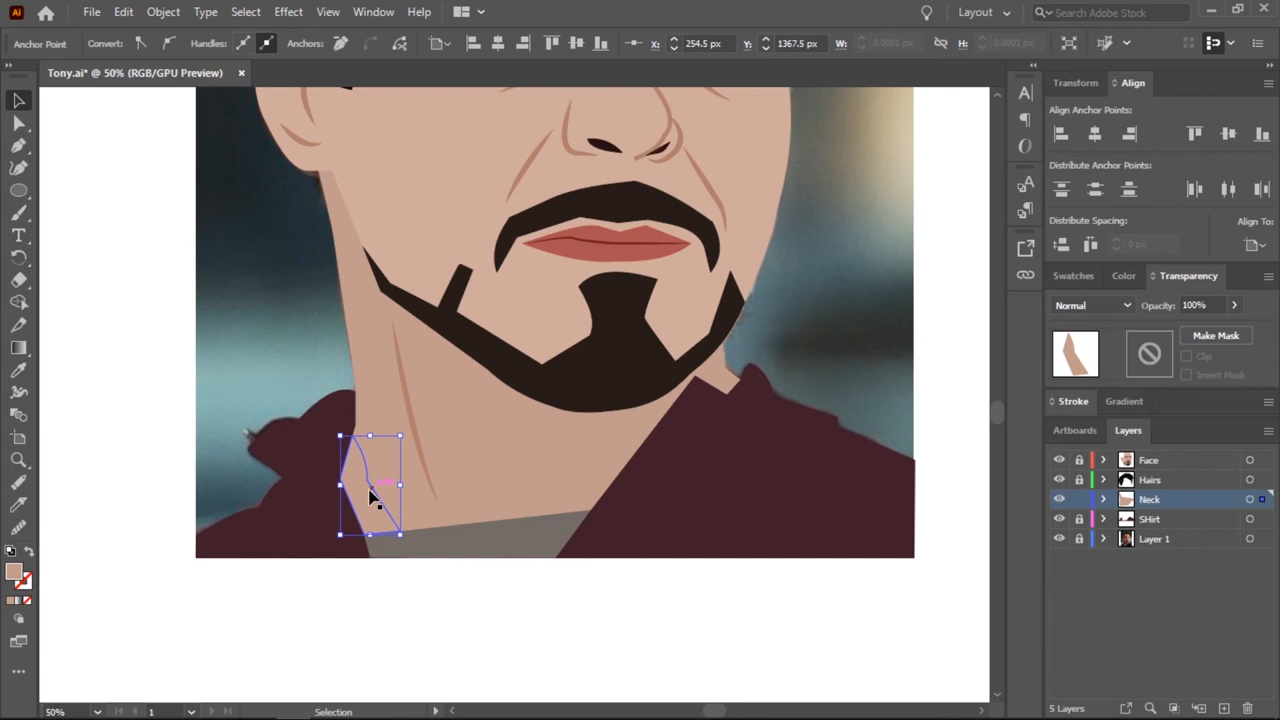 Ai File Edit Object Type Select Effect View Window Help Layout Search Adobe Stock
Anchor Point Convert: Handles: Anchors: X: 254.5 px Y: 1367.5 px W: 0.0001 px H: 0.0001 px
Tony.ai* @ 50% (RGB/GPU Preview)
Transform Align
Align Anchor Points:
Distribute Anchor Points:
Distribute Spacing: Align To:
0 px
Swatches Color Transparency
Normal Opacity: 100%
Make Mask
Clip
Invert Mask
Stroke Gradient
Artboards Layers
Face
Hairs
Neck
SHirt
Layer 1
5 Layers
50% 1 Selection